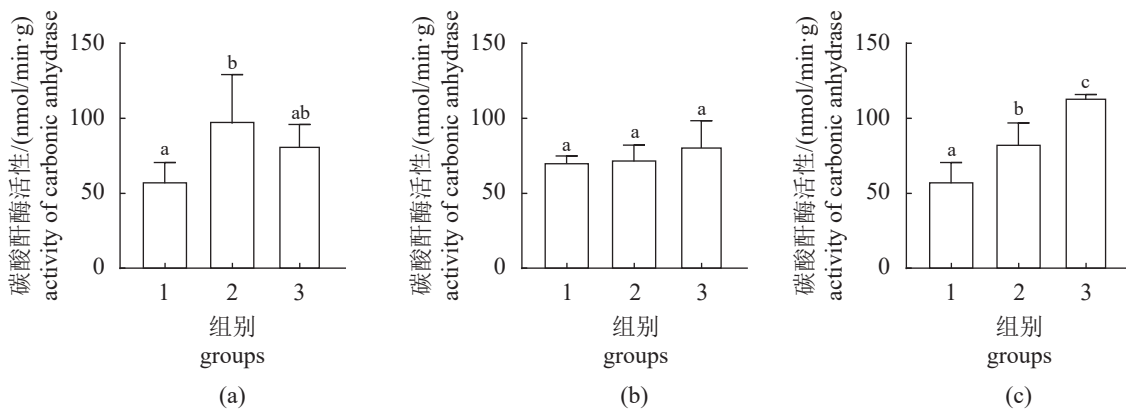 碳酸酐酶活性/(nmol/min·g)
activity of carbonic anhydrase
150
100
50
0
a
b
ab
1 2 3
组别
groups
(a)
碳酸酐酶活性/(nmol/min·g)
activity of carbonic anhydrase
150
100
50
0
a
a
a
1 2 3
组别
groups
(b)
碳酸酐酶活性/(nmol/min·g)
activity of carbonic anhydrase
150
100
50
0
a
b
c
1 2 3
组别
groups
(c)